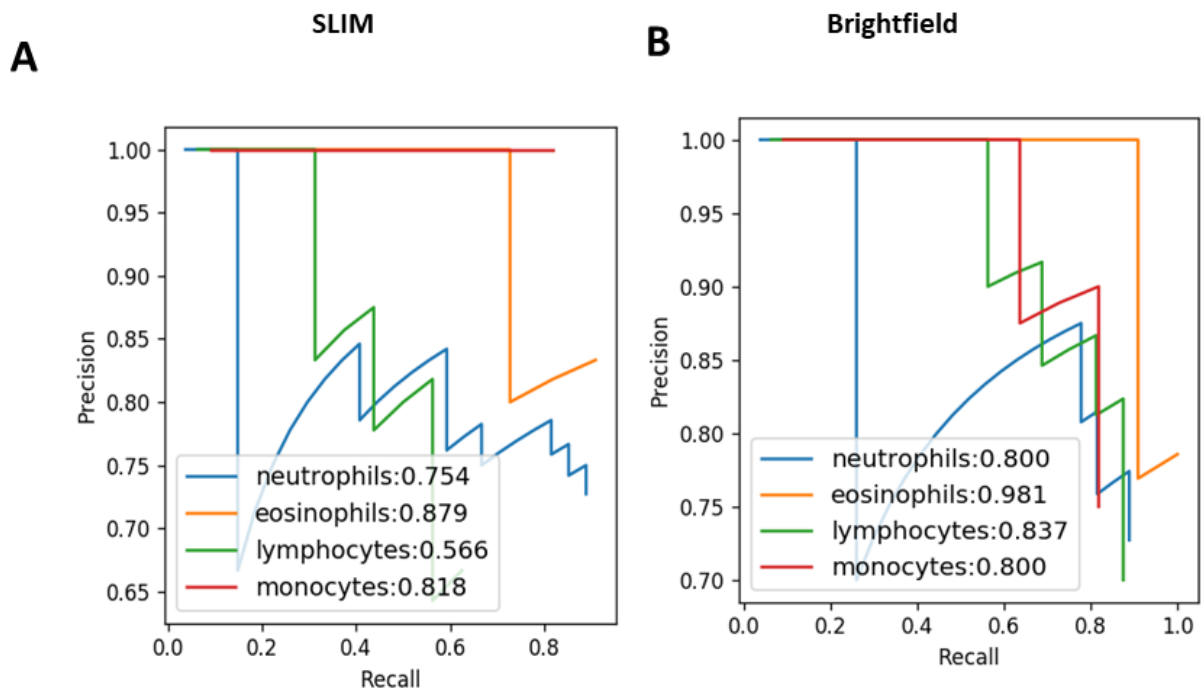 SLIM
A
1.00
0.95
0.90
0.85
0.80
0.75
0.70
0.65
Precision
neutrophils:0.754
eosinophils:0.879
lymphocytes:0.566
monocytes:0.818
0.0 0.2 0.4 0.6 0.8
Recall
Brightfield
B
1.00
0.95
0.90
0.85
0.80
0.75
0.70
Precision
neutrophils:0.800
eosinophils:0.981
lymphocytes:0.837
monocytes:0.800
0.0 0.2 0.4 0.6 0.8 1.0
Recall